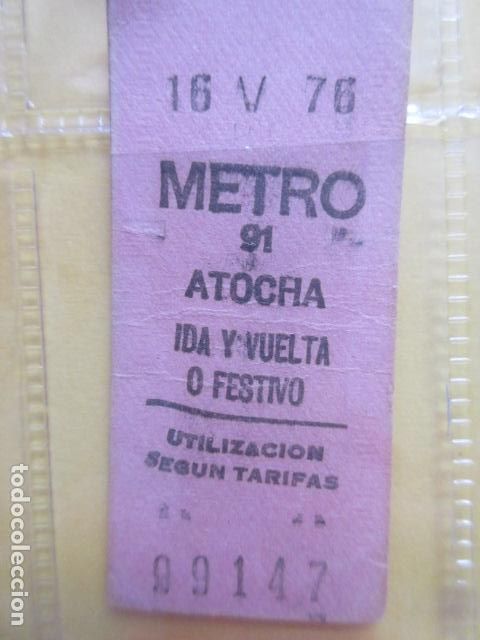 16 V 76
METRO
91
ATOCHA
IDA Y VUELTA
O FESTIVO
UTILIZACION
SEGUN TARIFAS
99147
todocoleccion